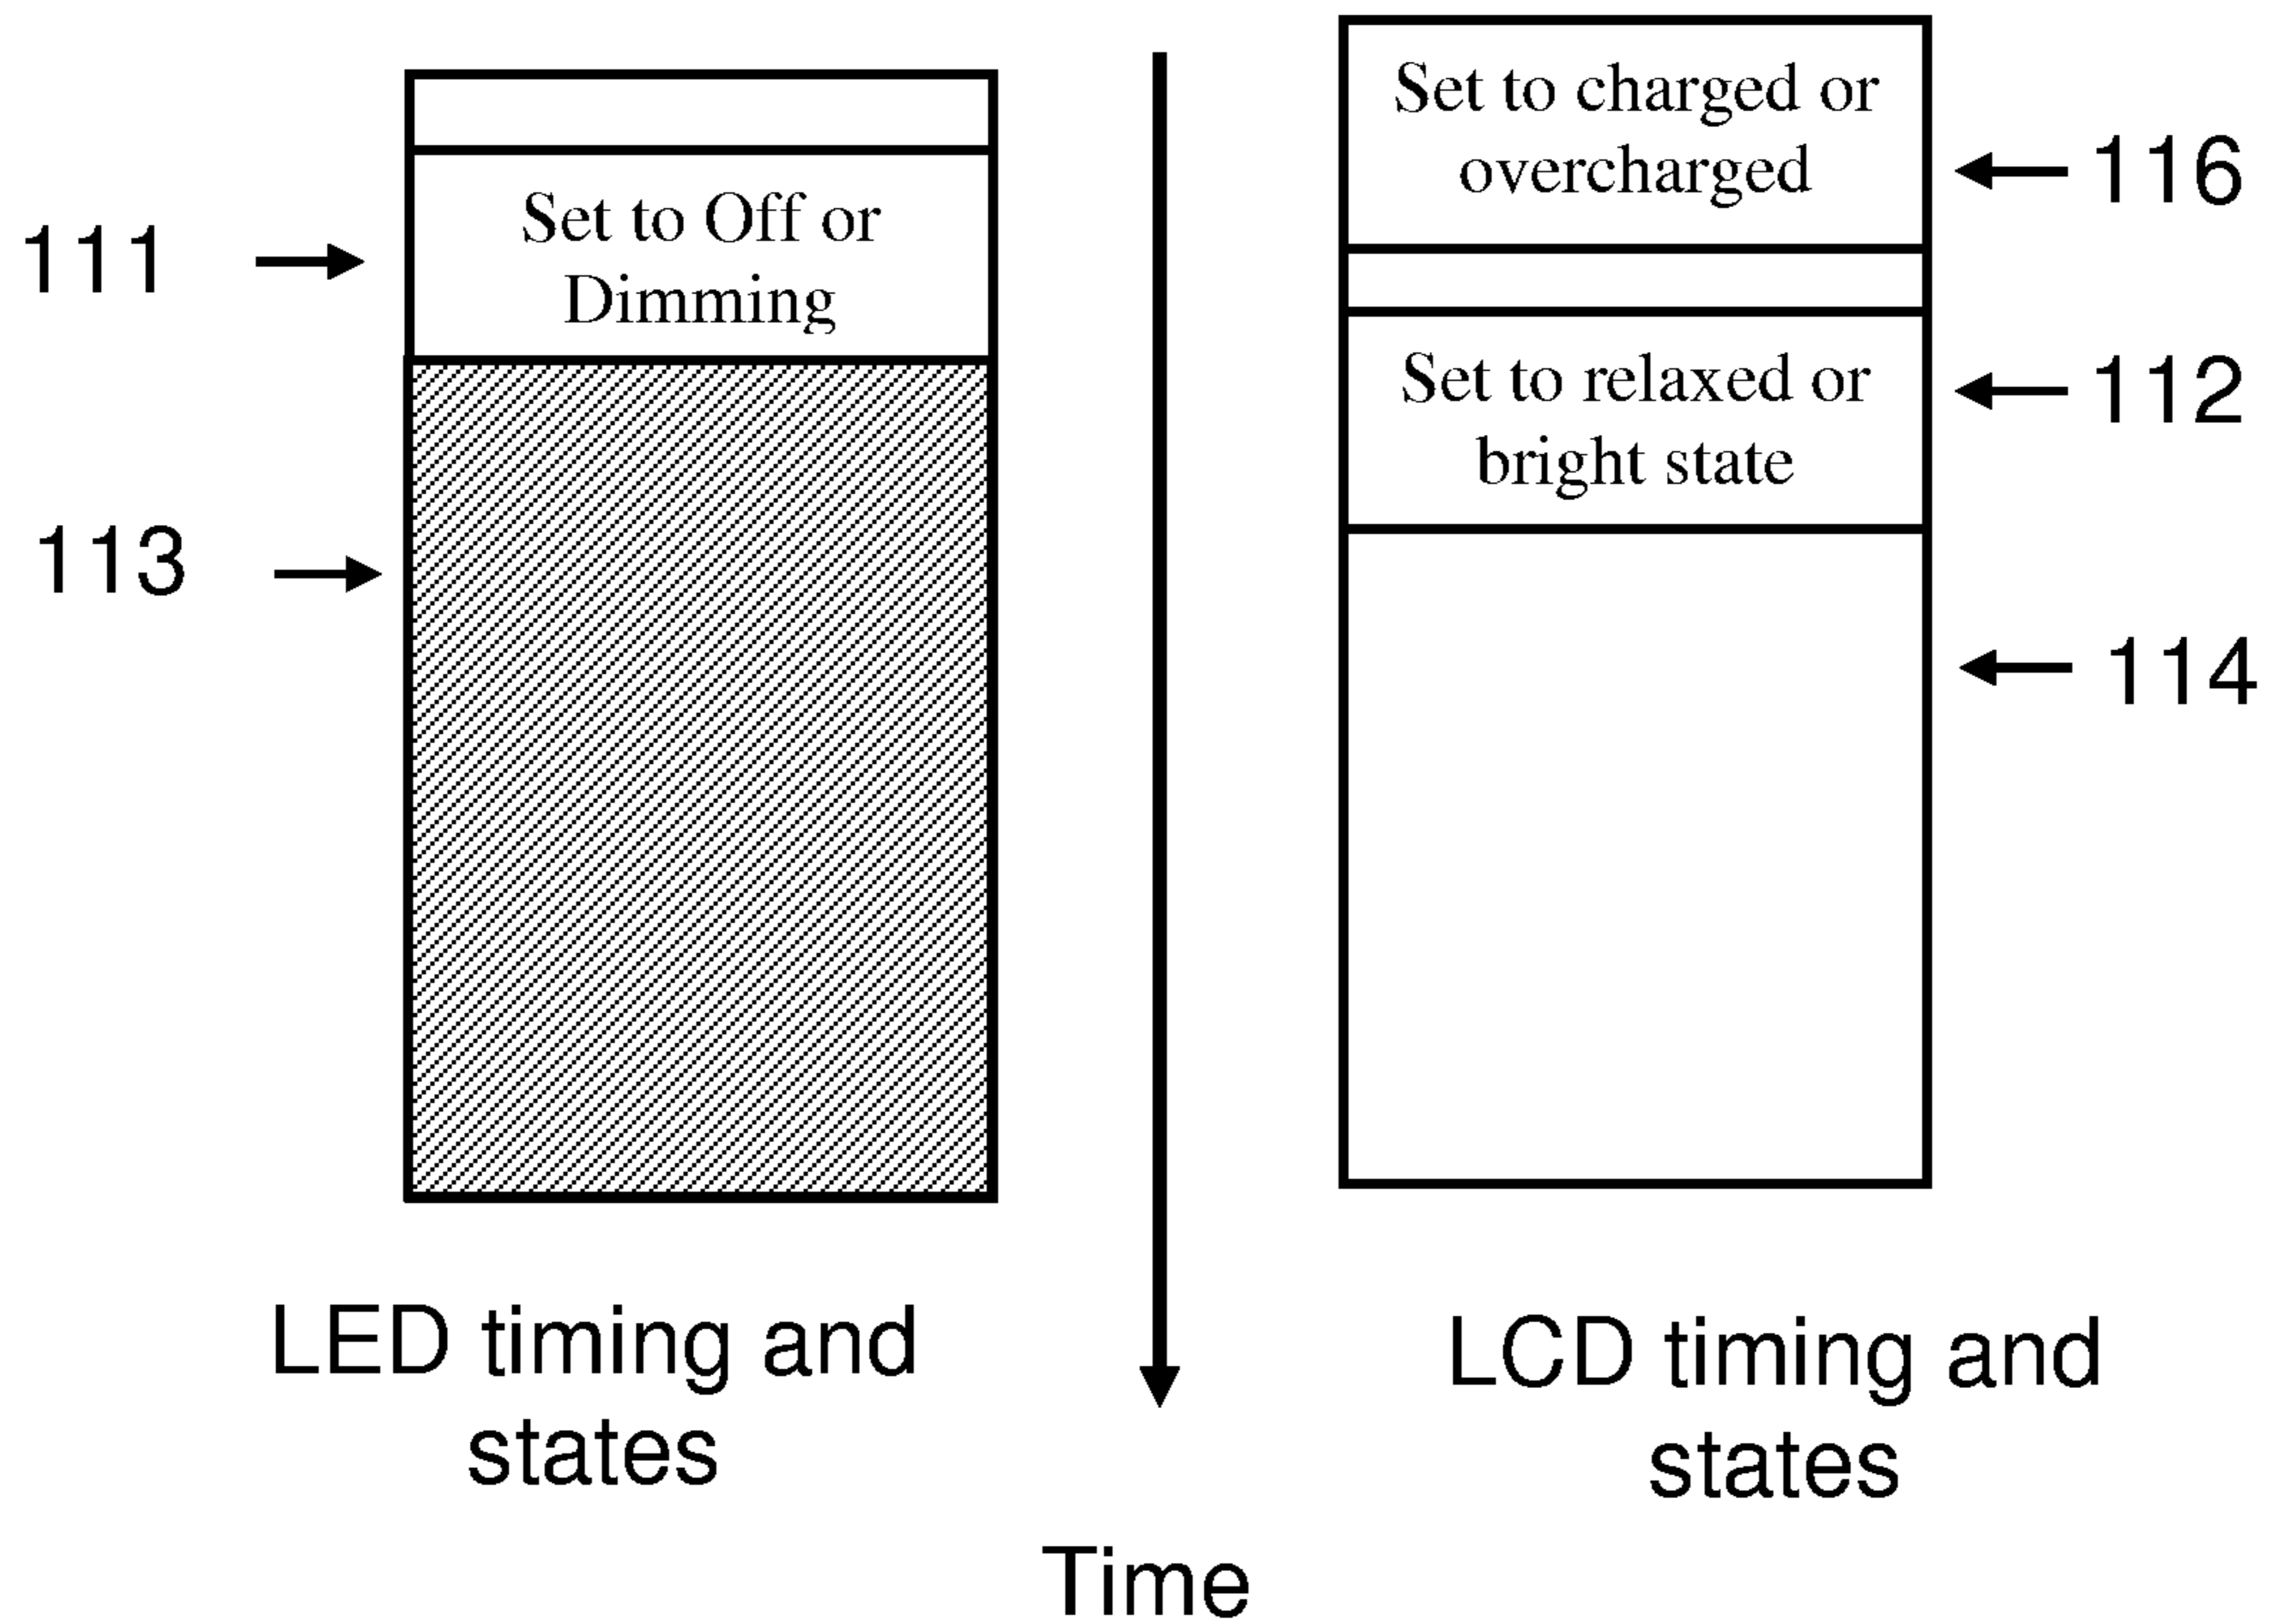 Set to charged or
overcharged
116
111
Set to Off or
Dimming
Set to relaxed or
bright state
112
113
114
LED timing and
states
LCD timing and
states
Time